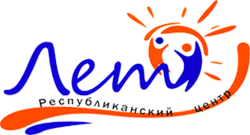 Лето
Республиканский центр